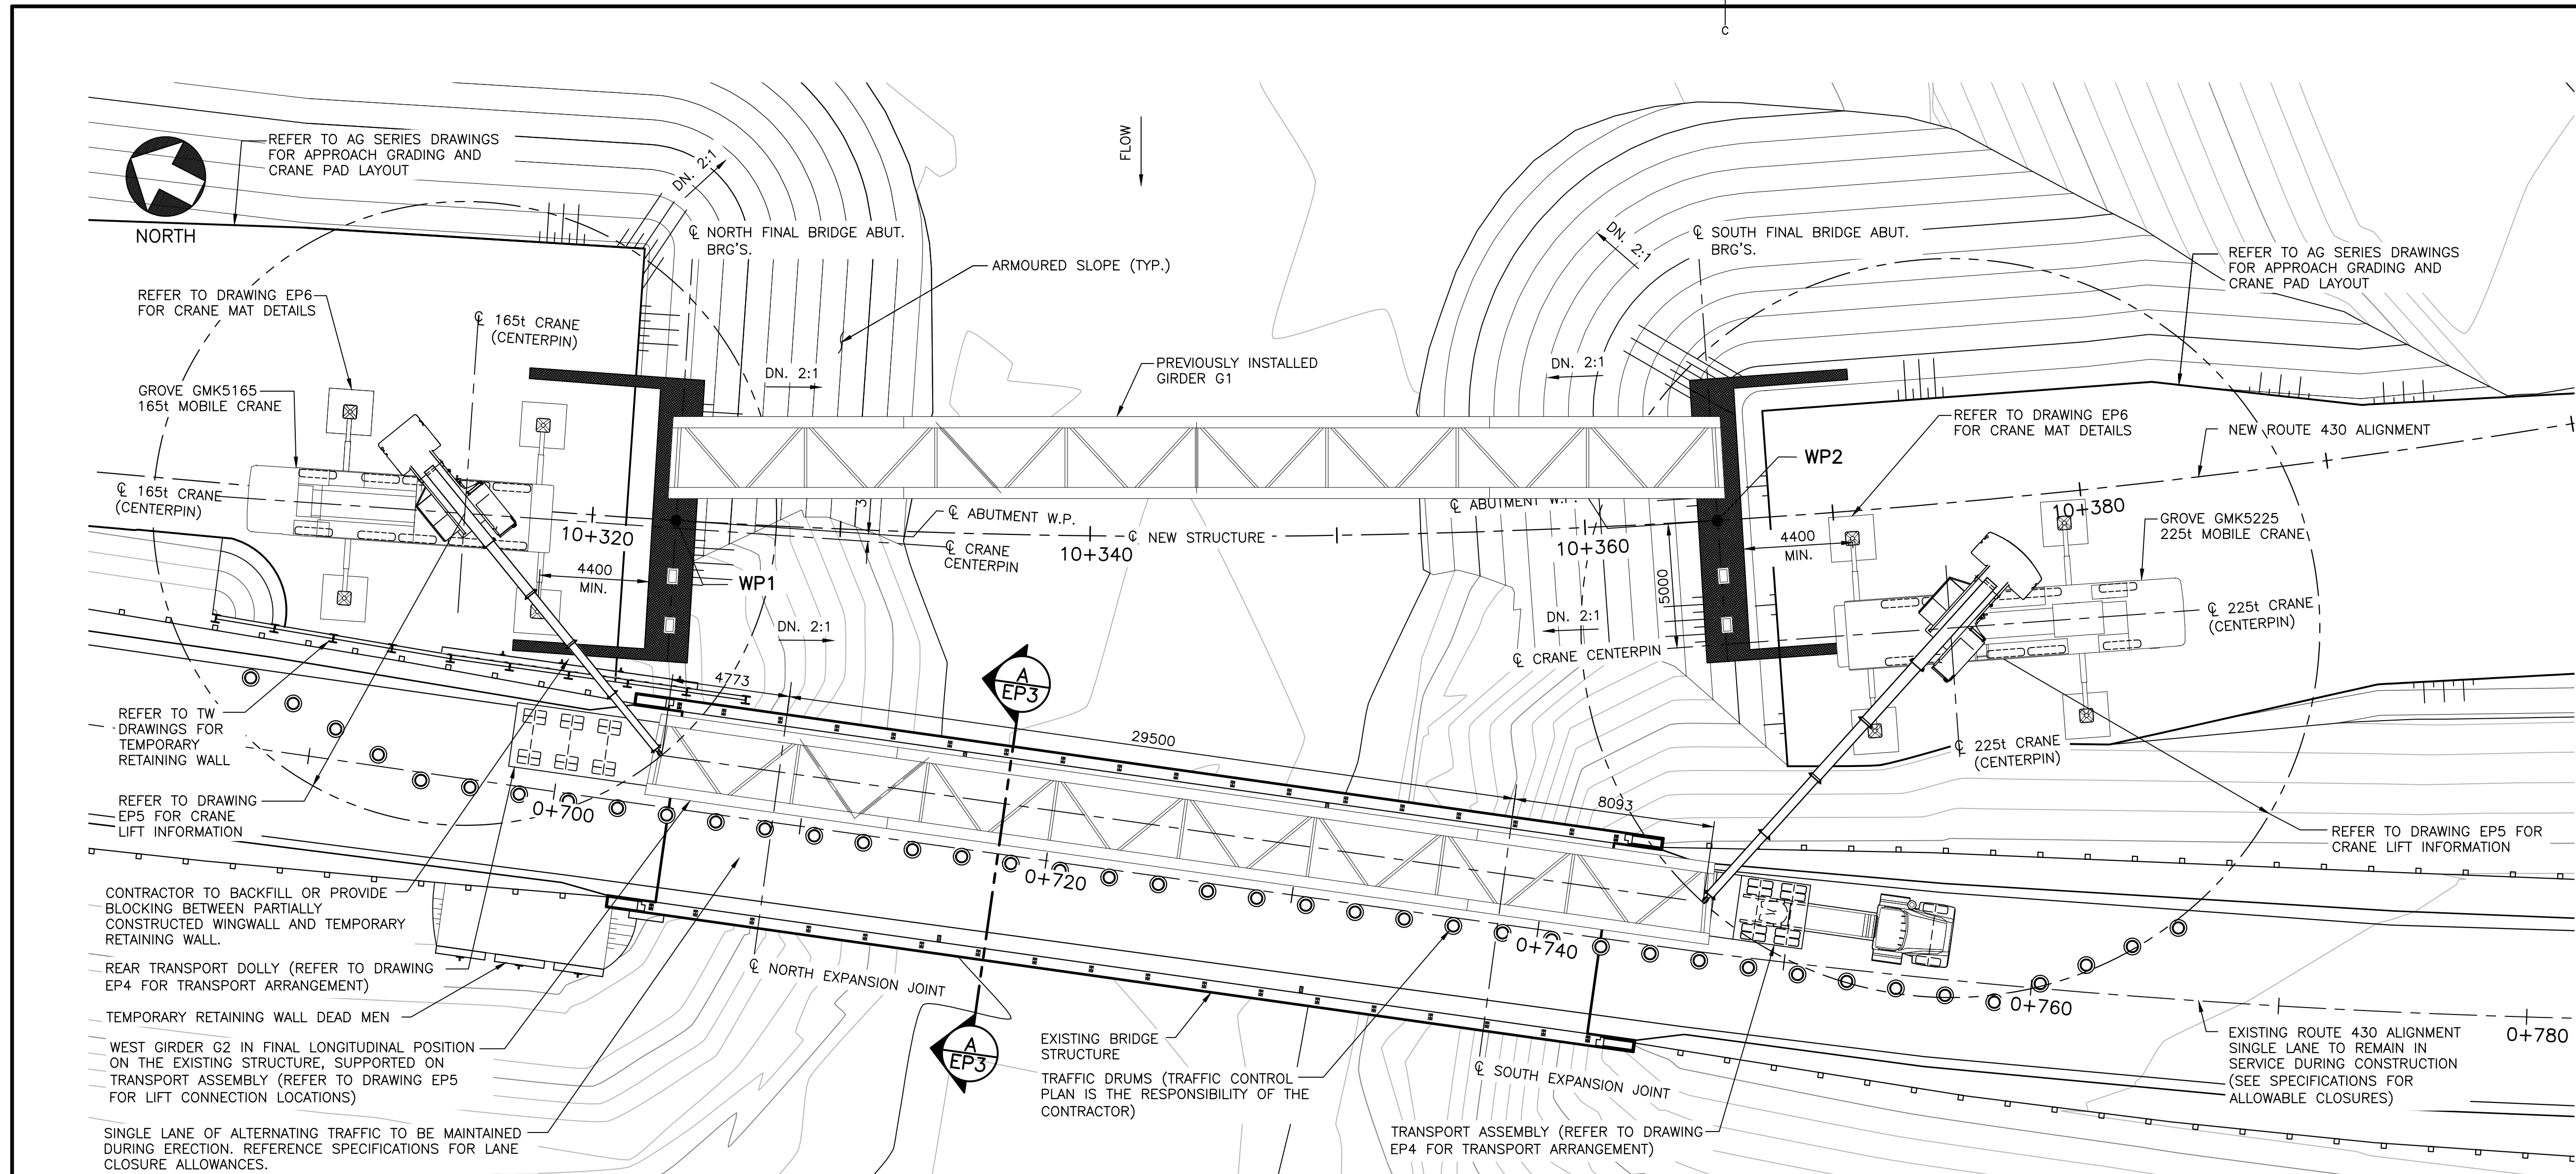 C
REFER TO AG SERIES DRAWINGS
FOR APPROACH GRADING AND
CRANE PAD LAYOUT
NORTH
DN. 2:1
FLOW
℄ NORTH FINAL BRIDGE ABUT.
BRG'S.
ARMOURED SLOPE (TYP.)
DN. 2:1
℄ SOUTH FINAL BRIDGE ABUT.
BRG'S.
REFER TO AG SERIES DRAWINGS
FOR APPROACH GRADING AND
CRANE PAD LAYOUT
REFER TO DRAWING EP6
FOR CRANE MAT DETAILS
℄ 165t CRANE
(CENTERPIN)
GROVE GMK5165
165t MOBILE CRANE
DN. 2:1
PREVIOUSLY INSTALLED
GIRDER G1
DN. 2:1
REFER TO DRAWING EP6
FOR CRANE MAT DETAILS
NEW ROUTE 430 ALIGNMENT
WP2
℄ 165t CRANE
(CENTERPIN)
10+320
℄ ABUTMENT W.P.
℄ CRANE
CENTERPIN
10+340
℄ NEW STRUCTURE
℄ ABUTMENT W.P.
10+360
10+380
GROVE GMK5225
225t MOBILE CRANE
4400
MIN.
WP1
5000
4400
MIN.
DN. 2:1
DN. 2:1
℄ CRANE CENTERPIN
℄ 225t CRANE
(CENTERPIN)
4773
A
EP3
29500
8093
℄ 225t CRANE
(CENTERPIN)
REFER TO TW
DRAWINGS FOR
TEMPORARY
RETAINING WALL
REFER TO DRAWING
EP5 FOR CRANE
LIFT INFORMATION
0+700
0+720
0+740
0+760
0+780
REFER TO DRAWING EP5 FOR
CRANE LIFT INFORMATION
CONTRACTOR TO BACKFILL OR PROVIDE
BLOCKING BETWEEN PARTIALLY
CONSTRUCTED WINGWALL AND TEMPORARY
RETAINING WALL.
REAR TRANSPORT DOLLY (REFER TO DRAWING
EP4 FOR TRANSPORT ARRANGEMENT)
TEMPORARY RETAINING WALL DEAD MEN
WEST GIRDER G2 IN FINAL LONGITUDINAL POSITION
ON THE EXISTING STRUCTURE, SUPPORTED ON
TRANSPORT ASSEMBLY (REFER TO DRAWING EP5
FOR LIFT CONNECTION LOCATIONS)
SINGLE LANE OF ALTERNATING TRAFFIC TO BE MAINTAINED
DURING ERECTION. REFERENCE SPECIFICATIONS FOR LANE
CLOSURE ALLOWANCES.
℄ NORTH EXPANSION JOINT
A
EP3
EXISTING BRIDGE
STRUCTURE
TRAFFIC DRUMS (TRAFFIC CONTROL
PLAN IS THE RESPONSIBILITY OF THE
CONTRACTOR)
℄ SOUTH EXPANSION JOINT
TRANSPORT ASSEMBLY (REFER TO DRAWING
EP4 FOR TRANSPORT ARRANGEMENT)
EXISTING ROUTE 430 ALIGNMENT
SINGLE LANE TO REMAIN IN
SERVICE DURING CONSTRUCTION
(SEE SPECIFICATIONS FOR
ALLOWABLE CLOSURES)